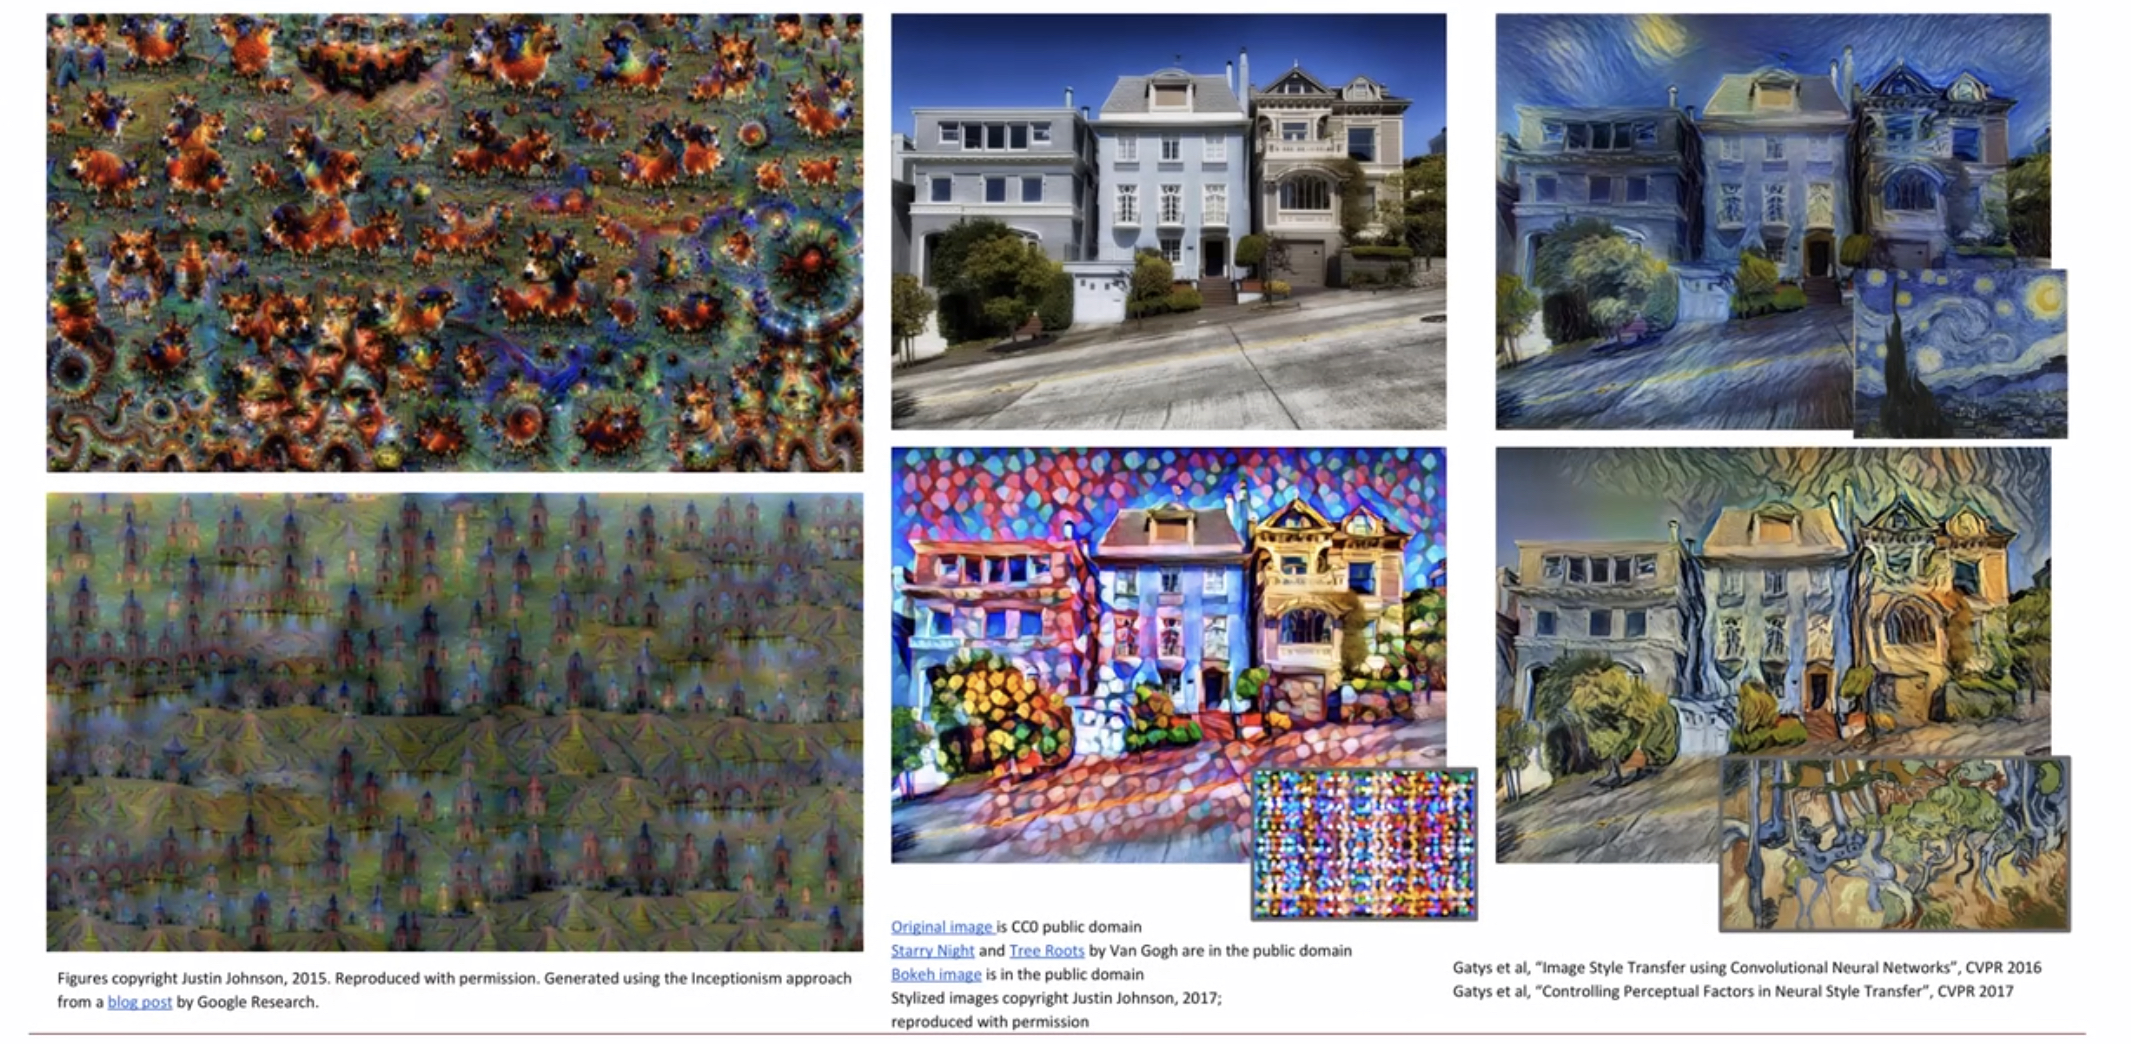 Figures copyright Justin Johnson, 2015. Reproduced with permission. Generated using the Inceptionism approach
from a blog post by Google Research.
Original image is CC0 public domain
Starry Night and Tree Roots by Van Gogh are in the public domain
Bokeh image is in the public domain
Stylized images copyright Justin Johnson, 2017;
reproduced with permission
Gatys et al, “Image Style Transfer using Convolutional Neural Networks”, CVPR 2016
Gatys et al, “Controlling Perceptual Factors in Neural Style Transfer”, CVPR 2017